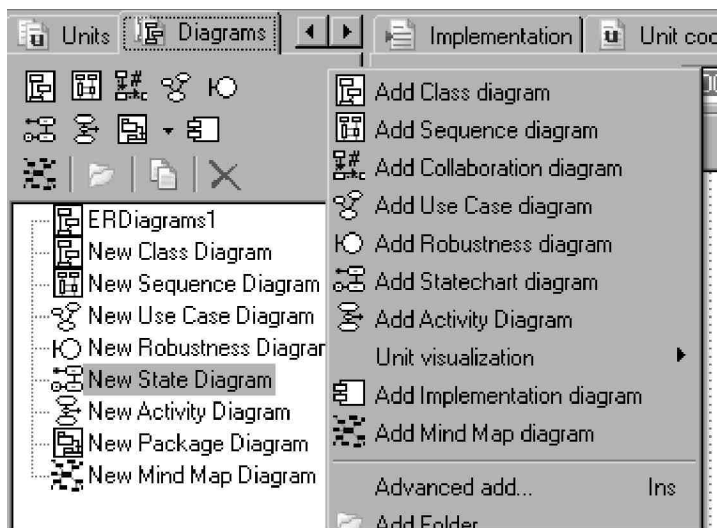 Units Diagrams Implementation Unit
Add Class diagram
Add Sequence diagram
Add Collaboration diagram
Add Use Case diagram
Add Robustness diagram
Add Statechart diagram
Add Activity Diagram
Unit visualization
Add Implementation diagram
Add Mind Map diagram
Advanced add... Ins
Add Folder
ERDiagrams1
New Class Diagram
New Sequence Diagram
New Use Case Diagram
New Robustness Diagrar
New State Diagram
New Activity Diagram
New Package Diagram
New Mind Map Diagram